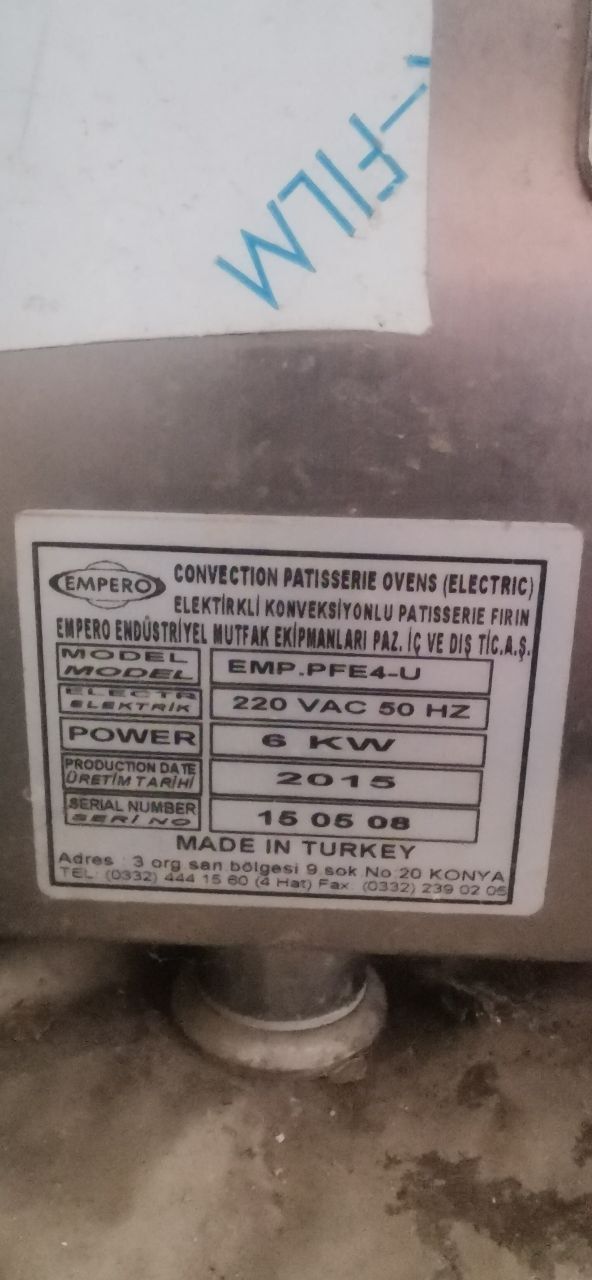 -FILM
EMPERO
CONVECTION PATISSERIE OVENS (ELECTRIC)
ELEKTİRKLİ KONVEKSİYONLU PATISSERIE FIRIN
EMPERO ENDÜSTRİYEL MUTFAK EKİPMANLARI PAZ. İÇ VE DIŞ TİC.A.Ş.
MODEL
MODEL
EMP.PFE4-U
ELECTR
ELEKTRİK
220 VAC 50 HZ
POWER
6 KW
PRODUCTION DATE
ÜRETİM TARİHİ
2015
SERIAL NUMBER
SERI NO
15 05 08
MADE IN TURKEY
Adres : 3 org san.bölgesi 9.sok No:20 KONYA
TEL: (0332) 444 15 60 (4 Hat) Fax: (0332) 239 02 05